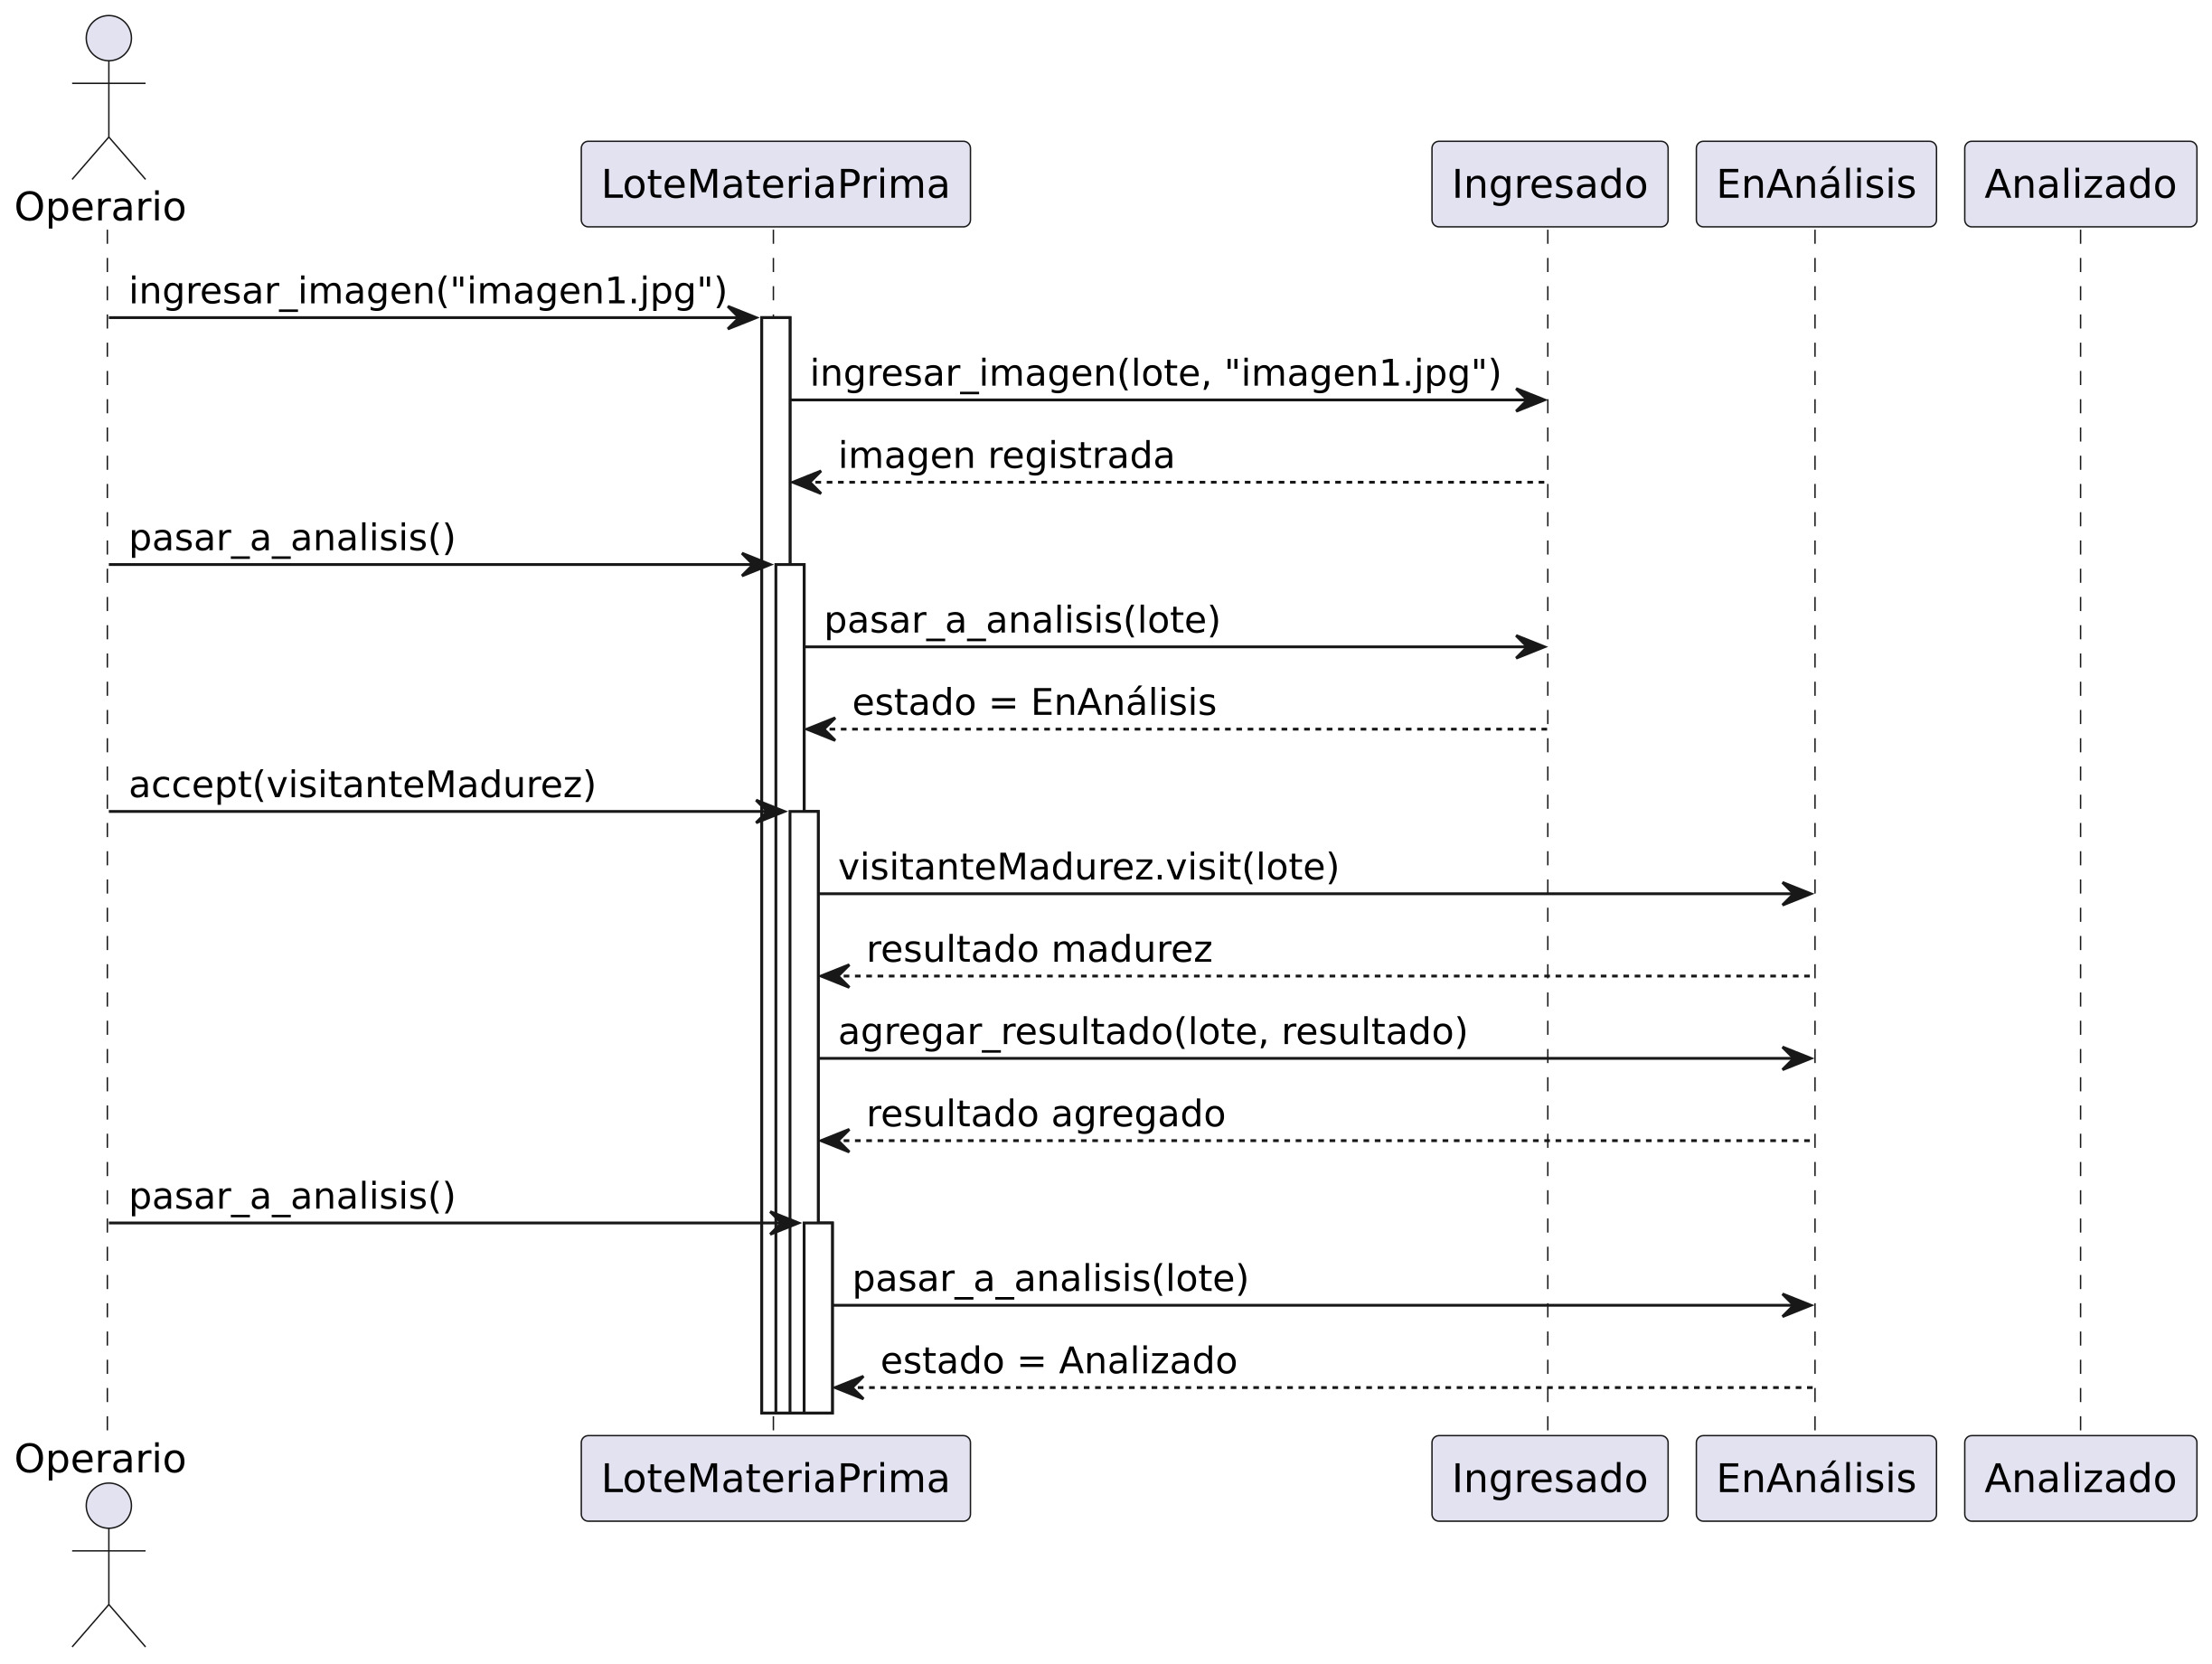 Operario
LoteMateriaPrima
Ingresado
EnAnálisis
Analizado
ingresar_imagen("imagen1.jpg")
ingresar_imagen(lote, "imagen1.jpg")
imagen registrada
pasar_a_analisis()
pasar_a_analisis(lote)
estado = EnAnálisis
accept(visitanteMadurez)
visitanteMadurez.visit(lote)
resultado madurez
agregar_resultado(lote, resultado)
resultado agregado
pasar_a_analisis()
pasar_a_analisis(lote)
estado = Analizado
Operario
LoteMateriaPrima
Ingresado
EnAnálisis
Analizado